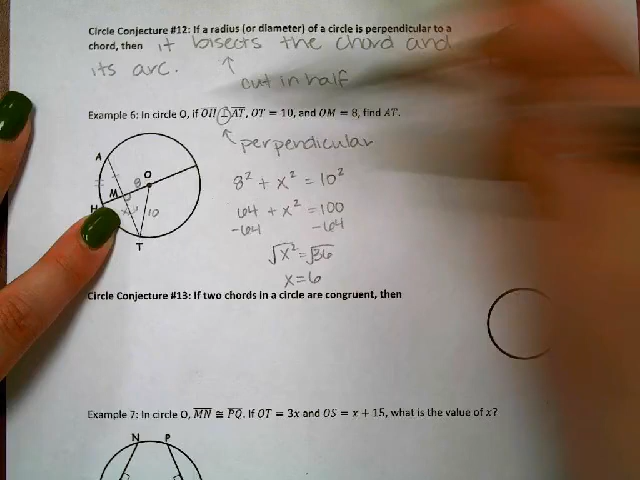 Circle Conjecture #12: If a radius (or diameter) of a circle is perpendicular to a
chord, then it bisects the chord and
its arc.
cut in half
Example 6: In circle O, if OH ⊥ AT, OT = 10, and OM = 8, find AT.
perpendicular
A
O
8
M
H
x
10
T
8² + x² = 10²
64 + x² = 100
-64 -64
√x² = √36
x = 6
Circle Conjecture #13: If two chords in a circle are congruent, then
Example 7: In circle O, MN ≅ PQ. If OT = 3x and OS = x + 15, what is the value of x?
N P